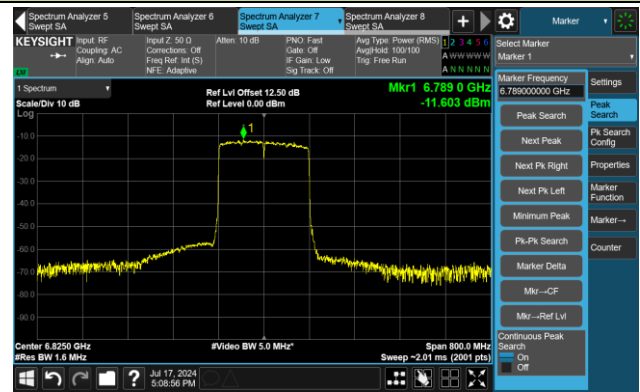 Spectrum Analyzer 5
Swept SA
Spectrum Analyzer 6
Swept SA
Spectrum Analyzer 7
Swept SA
Spectrum Analyzer 8
Swept SA
Marker
KEYSIGHT
Input: RF
Coupling: AC
Align: Auto
Input Z: 50 Ω
Corrections: Off
Freq Ref: Int (S)
NFE: Adaptive
Atten: 10 dB
PNO: Fast
Gate: Off
IF Gain: Low
Sig Track: Off
Avg Type: Power (RMS)
Avg|Hold: 100/100
Trig: Free Run
1 2 3 4 5 6
A W W W W W
A N N N N N
LXI
Select Marker
Marker 1
1 Spectrum
Scale/Div 10 dB
Log
Ref Lvl Offset 12.50 dB
Ref Level 0.00 dBm
Mkr1 6.789 0 GHz
-11.603 dBm
1
-10.0
-20.0
-30.0
-40.0
-50.0
-60.0
-70.0
-80.0
-90.0
Center 6.8250 GHz
#Res BW 1.6 MHz
#Video BW 5.0 MHz*
Span 800.0 MHz
Sweep ~2.01 ms (2001 pts)
Marker Frequency
6.789000000 GHz
Peak Search
Next Peak
Next Pk Right
Next Pk Left
Minimum Peak
Pk-Pk Search
Marker Delta
Mkr→CF
Mkr→Ref Lvl
Continuous Peak
Search
On
Off
Settings
Peak
Search
Pk Search
Config
Properties
Marker
Function
Marker→
Counter
Jul 17, 2024
5:08:56 PM